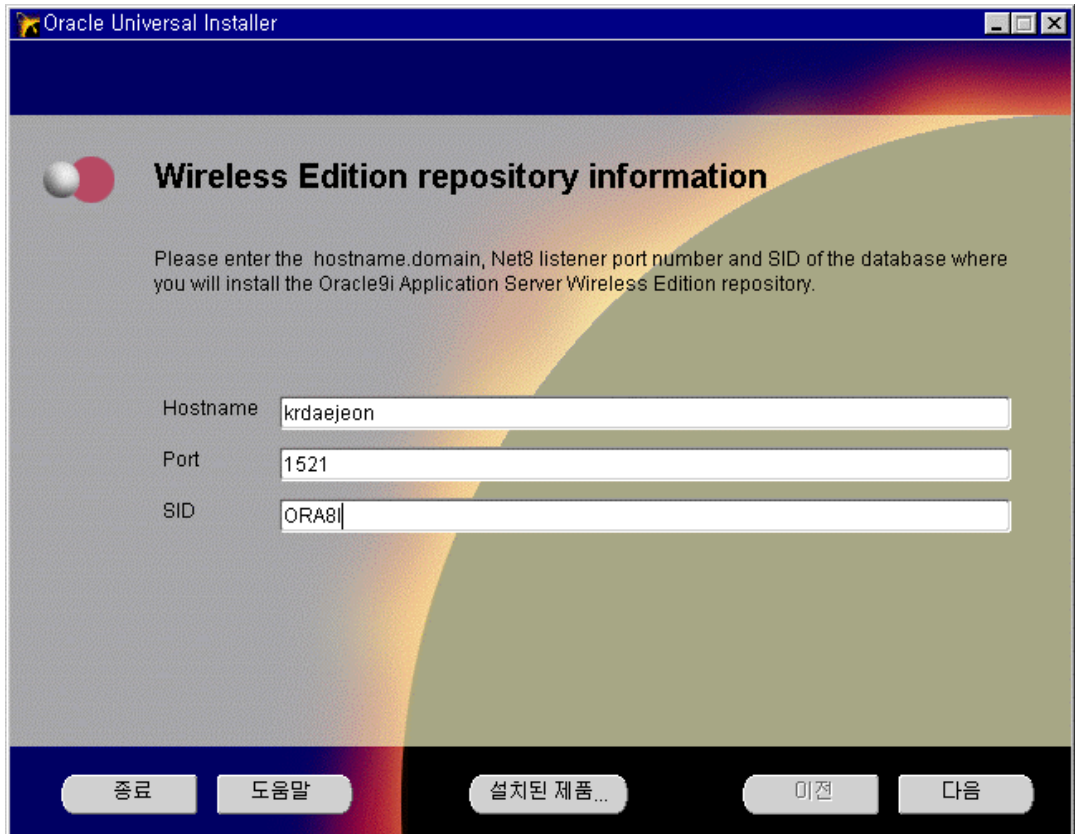 Oracle Universal Installer
Wireless Edition repository information
Please enter the hostname.domain, Net8 listener port number and SID of the database where
you will install the Oracle9i Application Server Wireless Edition repository.
Hostname krdaejeon
Port 1521
SID ORA8I
종료 도움말 설치된 제품... 이전 다음